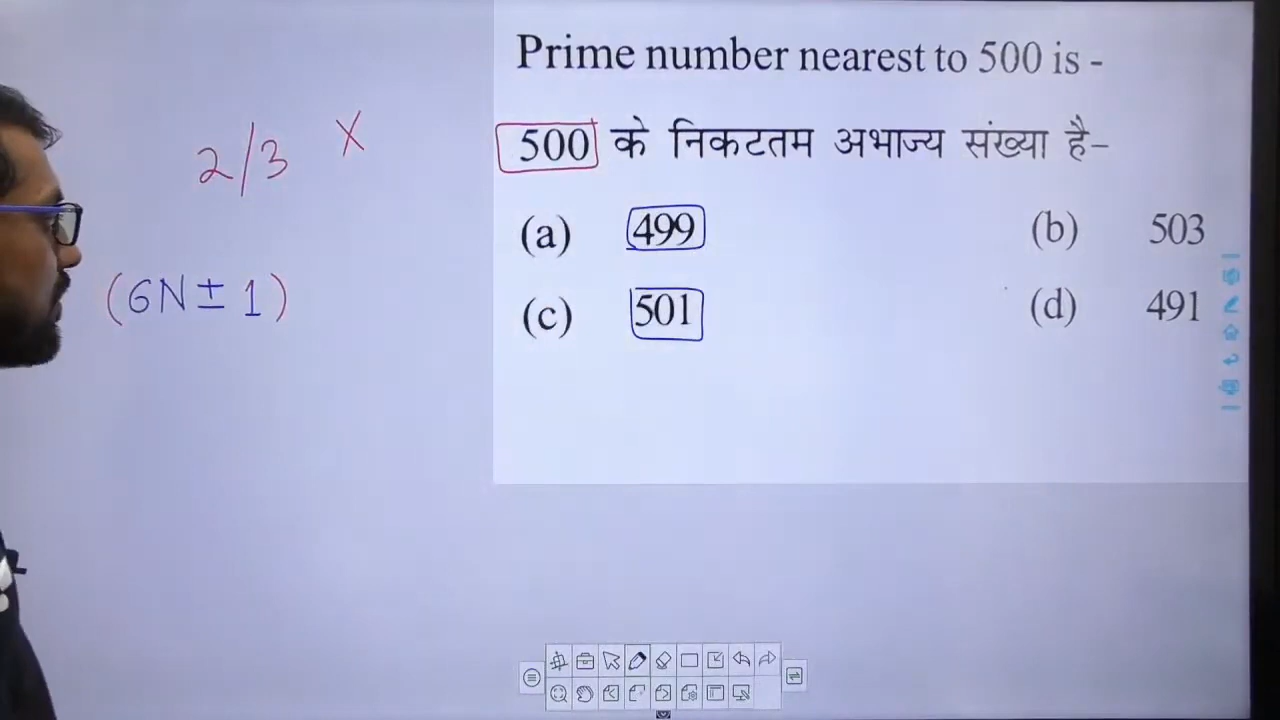 Prime number nearest to 500 is -
500 के निकटतम अभाज्य संख्या है–
(a) 499 (b) 503
(c) 501 (d) 491
2/3 X
(6N ± 1)